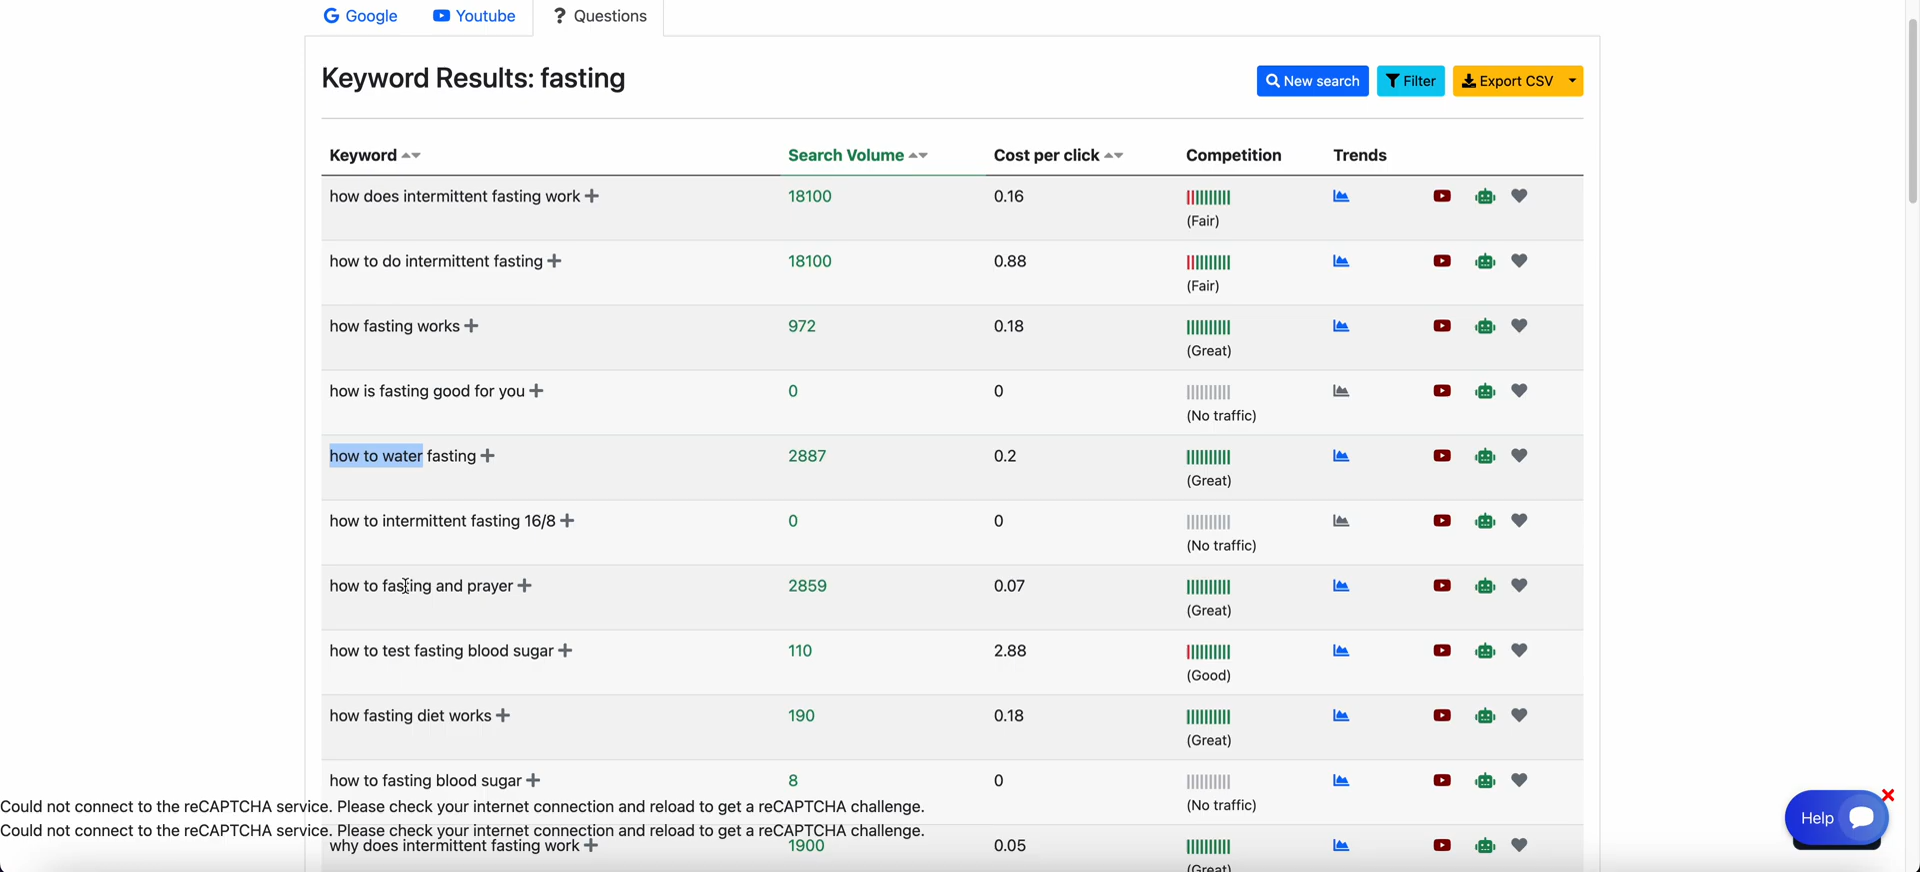 Google Youtube ? Questions
Keyword Results: fasting
New search Filter Export CSV
Keyword Search Volume Cost per click Competition Trends
how does intermittent fasting work 18100 0.16
(Fair)
how to do intermittent fasting 18100 0.88
(Fair)
how fasting works 972 0.18
(Great)
how is fasting good for you 0 0
(No traffic)
how to water fasting 2887 0.2
(Great)
how to intermittent fasting 16/8 0 0
(No traffic)
how to fasting and prayer 2859 0.07
(Great)
how to test fasting blood sugar 110 2.88
(Good)
how fasting diet works 190 0.18
(Great)
how to fasting blood sugar 8 0
(No traffic)
Could not connect to the reCAPTCHA service. Please check your internet connection and reload to get a reCAPTCHA challenge.
Help
Could not connect to the reCAPTCHA service. Please check your internet connection and reload to get a reCAPTCHA challenge.
why does intermittent fasting work 1900 0.05
(Great)